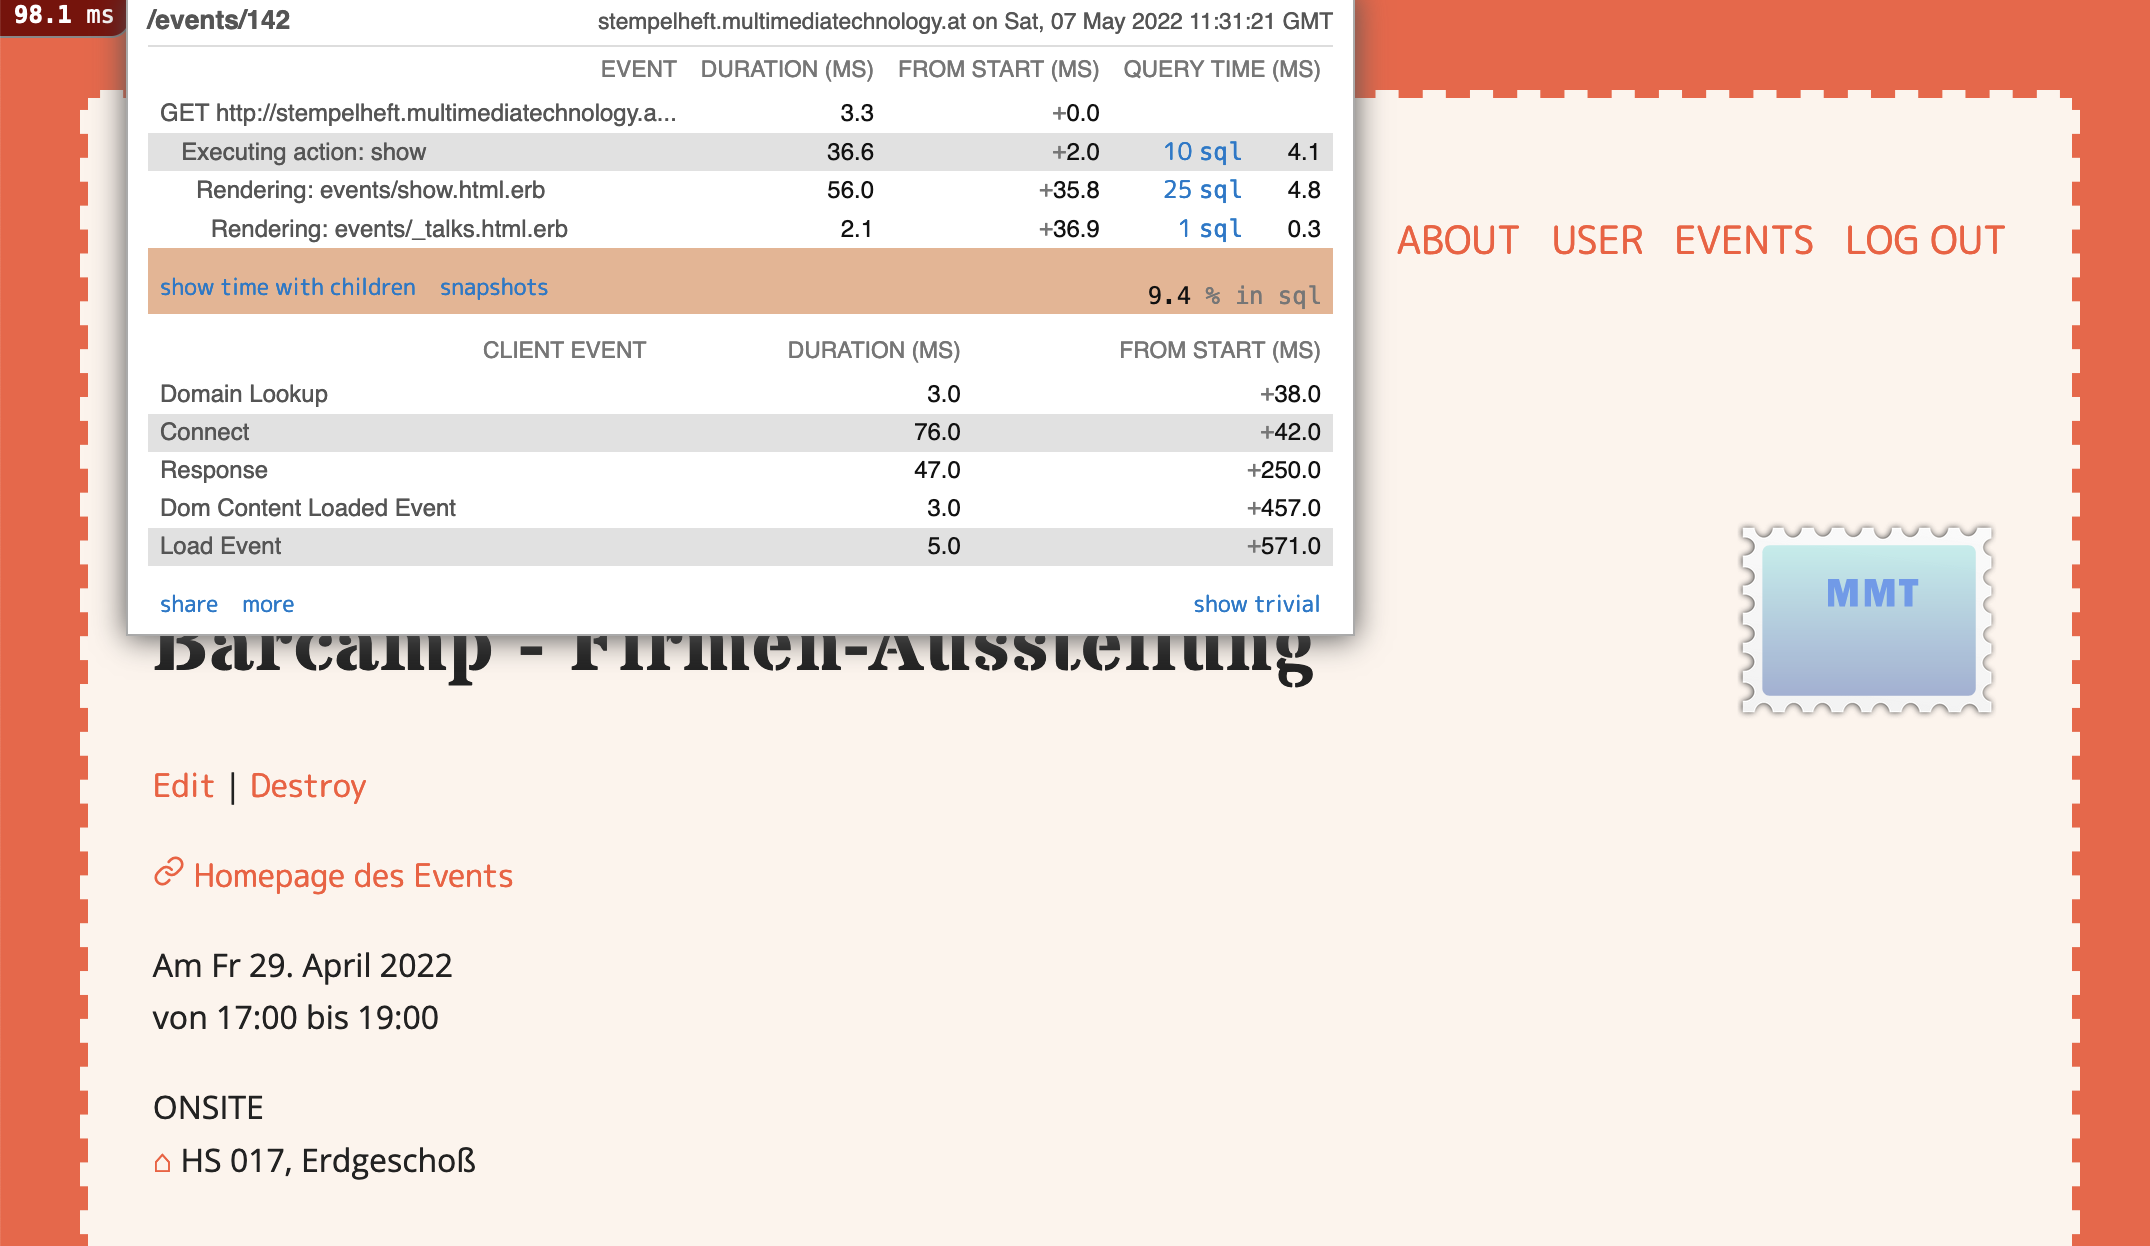 98.1 ms
/events/142 stempelheft.multimediatechnology.at on Sat, 07 May 2022 11:31:21 GMT
EVENT DURATION (MS) FROM START (MS) QUERY TIME (MS)
GET http://stempelheft.multimediatechnology.a... 3.3 +0.0
Executing action: show 36.6 +2.0 10 sql 4.1
Rendering: events/show.html.erb 56.0 +35.8 25 sql 4.8
Rendering: events/_talks.html.erb 2.1 +36.9 1 sql 0.3
show time with children snapshots 9.4 % in sql
CLIENT EVENT DURATION (MS) FROM START (MS)
Domain Lookup 3.0 +38.0
Connect 76.0 +42.0
Response 47.0 +250.0
Dom Content Loaded Event 3.0 +457.0
Load Event 5.0 +571.0
share more show trivial
ABOUT USER EVENTS LOG OUT
MMT
Barcamp - Firmen-Ausstellung
Edit | Destroy
Homepage des Events
Am Fr 29. April 2022
von 17:00 bis 19:00
ONSITE
HS 017, Erdgeschoß